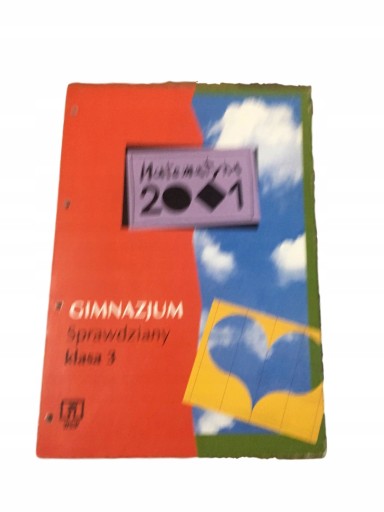 Matematyka
2001
GIMNAZJUM
Sprawdziany
klasa 3